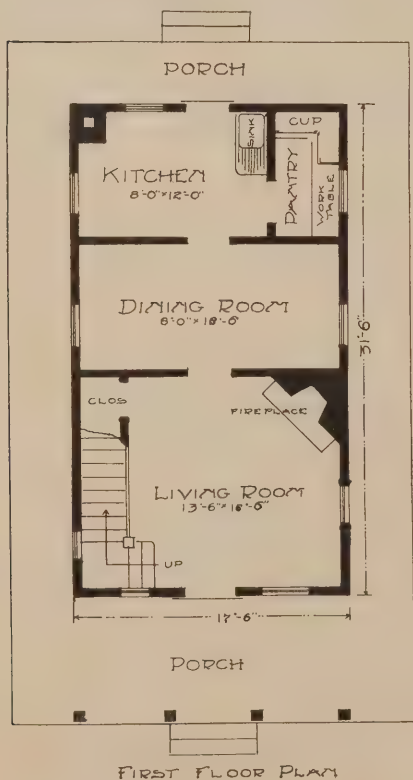 PORCH
CUP
SINK
KITCHEN
8'-0"×12'-0"
PANTRY
WORK
TABLE
DINING ROOM
8'-0"×16'-6"
31'-6"
CLOS
FIREPLACE
LIVING ROOM
13'-6"×16'-6"
UP
17'-6"
PORCH
FIRST FLOOR PLAN